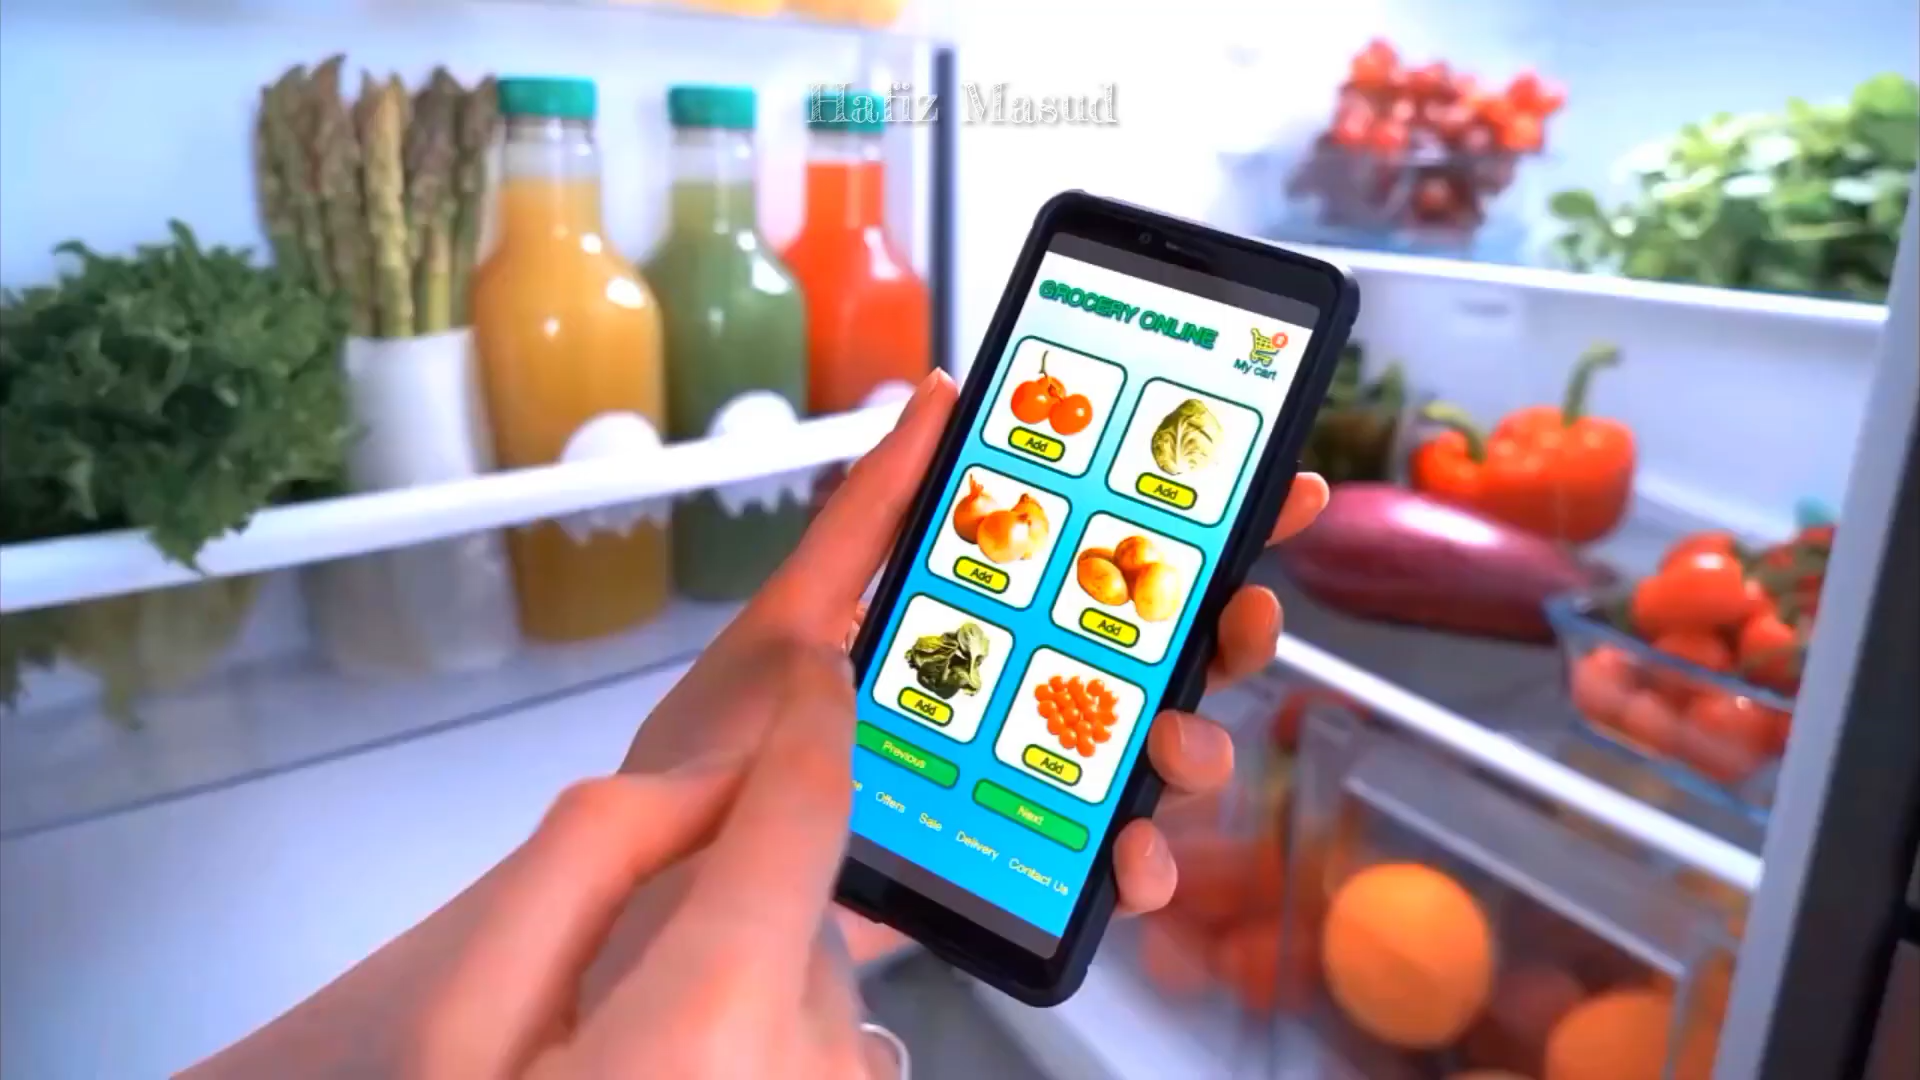 Hafiz Masud
GROCERY ONLINE
My cart
Add
Add
Add
Add
Add
Add
Previous
Next
Offers
Sale
Delivery
Contact Us